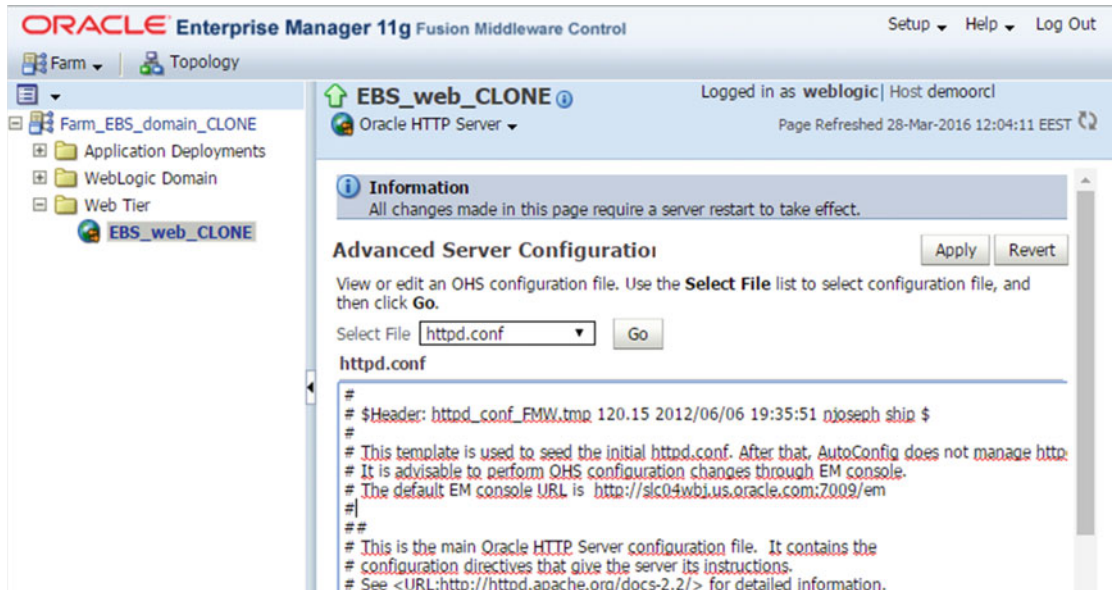 ORACLE Enterprise Manager 11g Fusion Middleware Control
Setup Help Log Out
Farm Topology
Farm_EBS_domain_CLONE
Application Deployments
WebLogic Domain
Web Tier
EBS_web_CLONE
EBS_web_CLONE
Logged in as weblogic| Host demoorcl
Oracle HTTP Server
Page Refreshed 28-Mar-2016 12:04:11 EEST
Information
All changes made in this page require a server restart to take effect.
Advanced Server Configuration
Apply Revert
View or edit an OHS configuration file. Use the Select File list to select configuration file, and
then click Go.
Select File httpd.conf Go
httpd.conf
#
# $Header: httpd_conf_FMW.tmp 120.15 2012/06/06 19:35:51 njoseph ship $
#
# This template is used to seed the initial httpd.conf. After that, AutoConfig does not manage http
# It is advisable to perform OHS configuration changes through EM console.
# The default EM console URL is http://slc04wbj.us.oracle.com:7009/em
#
##
# This is the main Oracle HTTP Server configuration file. It contains the
# configuration directives that give the server its instructions.
# See <URL:http://httpd.apache.org/docs-2.2/> for detailed information.